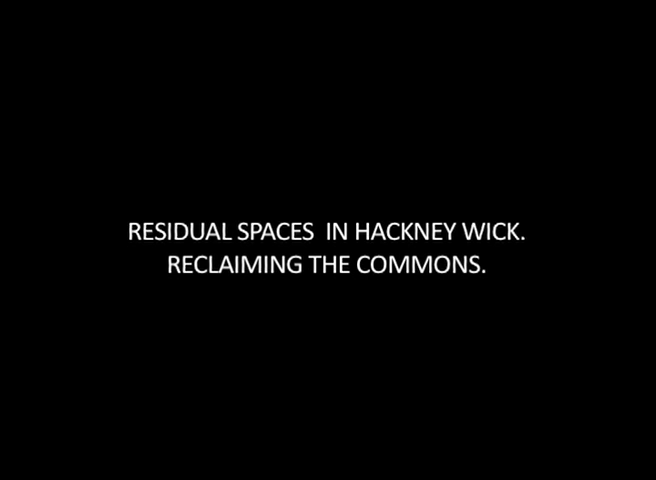 RESIDUAL SPACES  IN HACKNEY WICK.
RECLAIMING THE COMMONS.